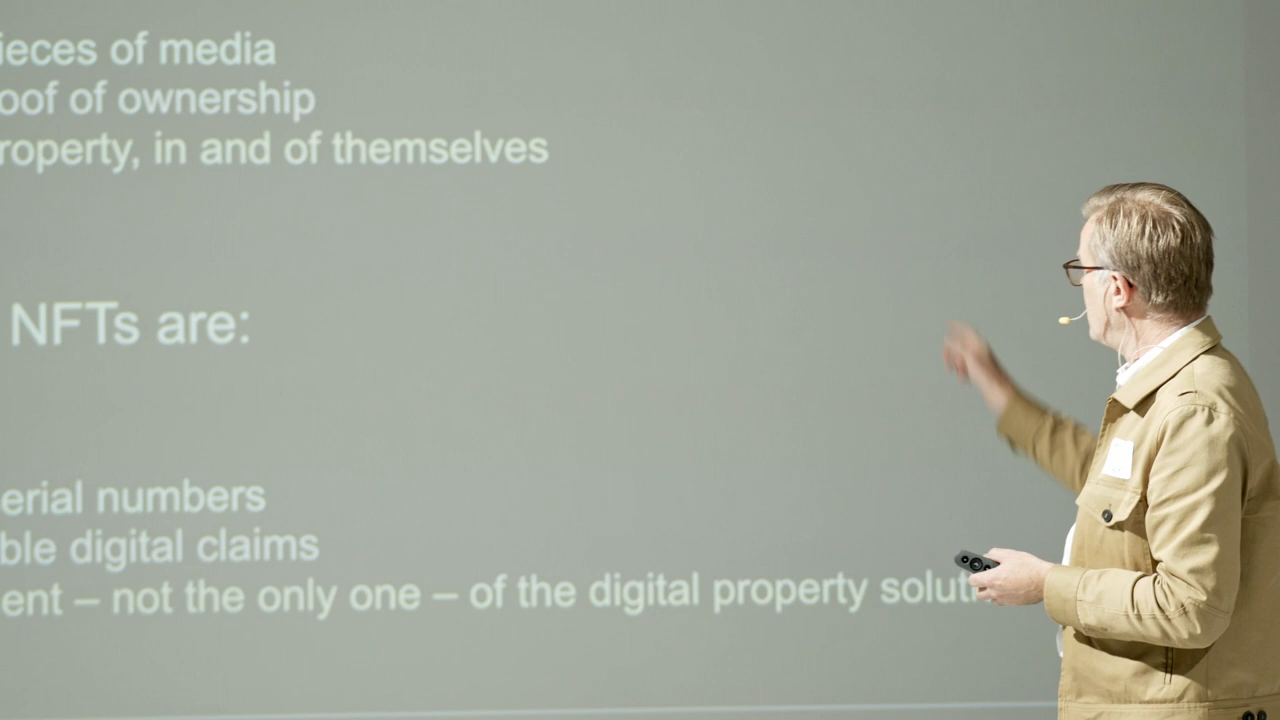 ieces of media
oof of ownership
roperty, in and of themselves
NFTs are:
erial numbers
ble digital claims
ent – not the only one – of the digital property soluti